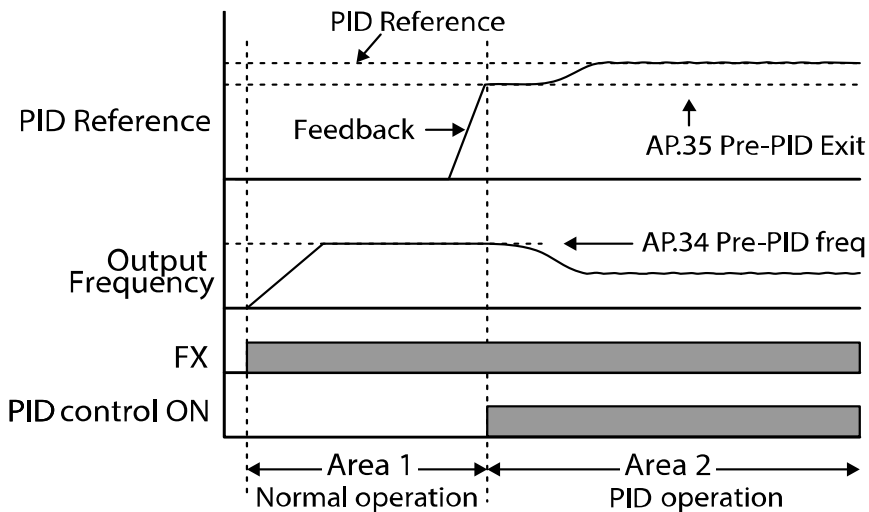 PID Reference
PID Reference
Feedback
AP.35 Pre-PID Exit
AP.34 Pre-PID freq
Output
Frequency
FX
PID control ON
Area 1
Normal operation
Area 2
PID operation